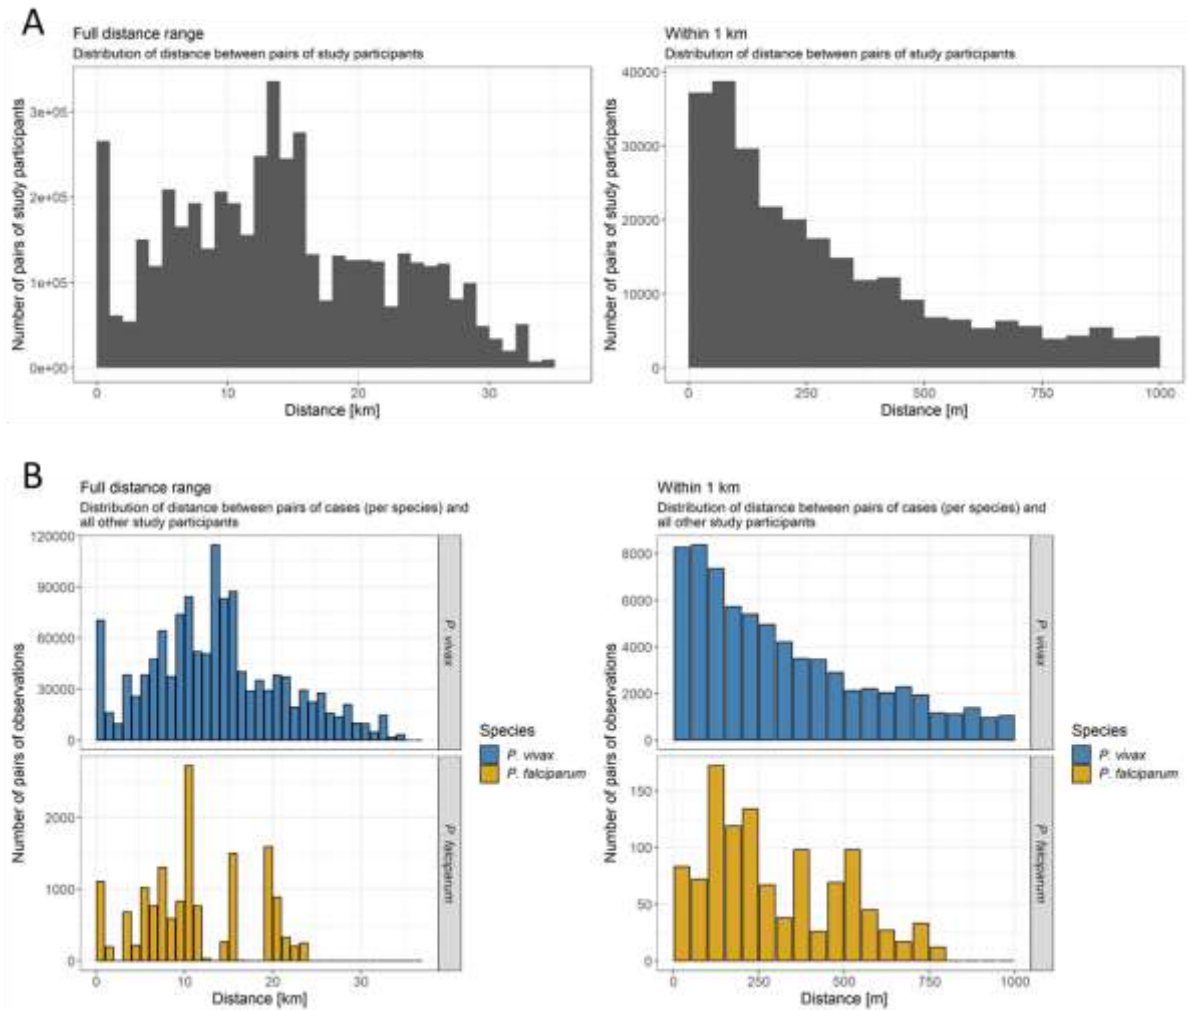 A
Full distance range
Distribution of distance between pairs of study participants
Number of pairs of study participants
3e+05
2e+05
1e+05
0e+00
0 10 20 30
Distance [km]
Within 1 km
Distribution of distance between pairs of study participants
Number of pairs of study participants
40000
30000
20000
10000
0
0 250 500 750 1000
Distance [m]
B
Full distance range
Distribution of distance between pairs of cases (per species) and
all other study participants
Number of pairs of observations
120000
90000
60000
30000
0
P. vivax
2000
1000
0
P. falciparum
0 10 20 30
Distance [km]
Species
P. vivax
P. falciparum
Within 1 km
Distribution of distance between pairs of cases (per species) and
all other study participants
Number of pairs of observations
8000
6000
4000
2000
0
P. vivax
150
100
50
0
P. falciparum
0 250 500 750 1000
Distance [m]
Species
P. vivax
P. falciparum